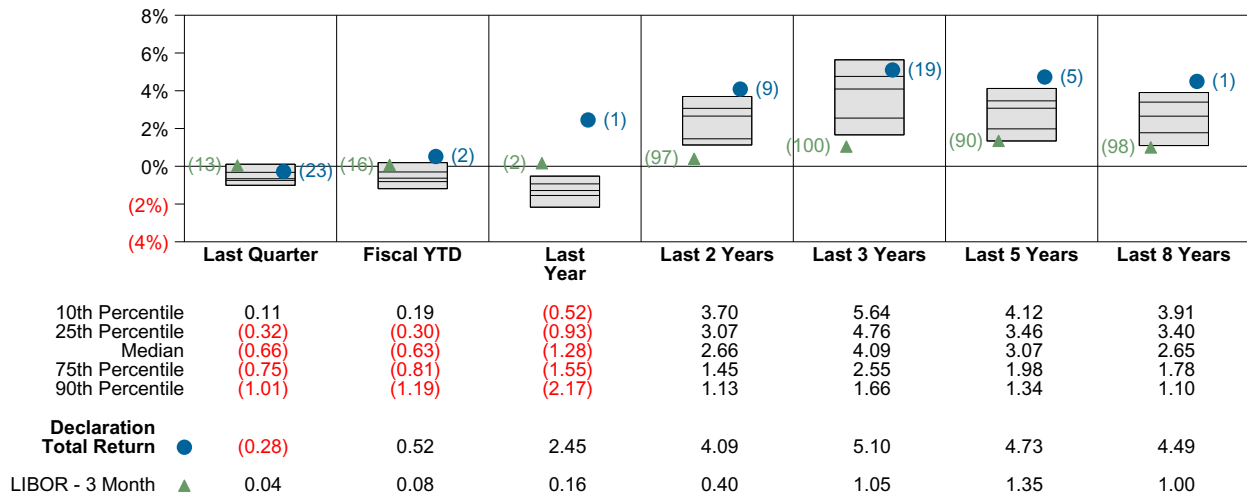 8%
6%
4%
2%
0%
(2%)
(4%)
(13) (23) (16) (2) (2) (1) (97) (9) (100) (19) (90) (5) (98) (1)
Last Quarter Fiscal YTD Last Year Last 2 Years Last 3 Years Last 5 Years Last 8 Years
10th Percentile 0.11 0.19 (0.52) 3.70 5.64 4.12 3.91
25th Percentile (0.32) (0.30) (0.93) 3.07 4.76 3.46 3.40
Median (0.66) (0.63) (1.28) 2.66 4.09 3.07 2.65
75th Percentile (0.75) (0.81) (1.55) 1.45 2.55 1.98 1.78
90th Percentile (1.01) (1.19) (2.17) 1.13 1.66 1.34 1.10
Declaration
Total Return (0.28) 0.52 2.45 4.09 5.10 4.73 4.49
LIBOR - 3 Month 0.04 0.08 0.16 0.40 1.05 1.35 1.00